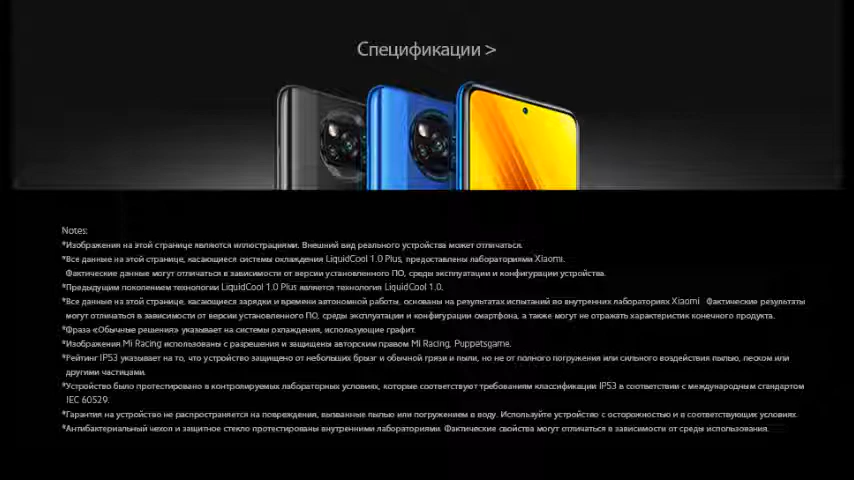 Спецификации >
Notes:
*Изображения на этой странице являются иллюстрациями. Внешний вид реального устройства может отличаться.
*Все данные на этой странице, касающиеся системы охлаждения LiquidCool 1.0 Plus, предоставлены лабораториями Xiaomi.
Фактические данные могут отличаться в зависимости от версии установленного ПО, среды эксплуатации и конфигурации устройства.
*Предыдущим поколением технологии LiquidCool 1.0 Plus является технология LiquidCool 1.0.
*Все данные на этой странице, касающиеся зарядки и времени автономной работы, основаны на результатах испытаний во внутренних лабораториях Xiaomi Фактические результаты
могут отличаться в зависимости от версии установленного ПО, среды эксплуатации и конфигурации смартфона, а также могут не отражать характеристик конечного продукта.
*Фраза «Обычные решения» указывает на системы охлаждения, использующие графит.
*Изображения Mi Racing использованы с разрешения и защищены авторским правом Mi Racing, Puppetsgame.
*Рейтинг IP53 указывает на то, что устройство защищено от небольших брызг и обычной грязи и пыли, но не от полного погружения или сильного воздействия пылью, песком или
другими частицами.
*Устройство было протестировано в контролируемых лабораторных условиях, которые соответствуют требованиям классификации IP53 в соответствии с международным стандартом
IEC 60529.
*Гарантия на устройство не распространяется на повреждения, вызванные пылью или погружением в воду. Используйте устройство с осторожностью и в соответствующих условиях.
*Антибактериальный чехол и защитное стекло протестированы внутренними лабораториями. Фактические свойства могут отличаться в зависимости от среды использования.